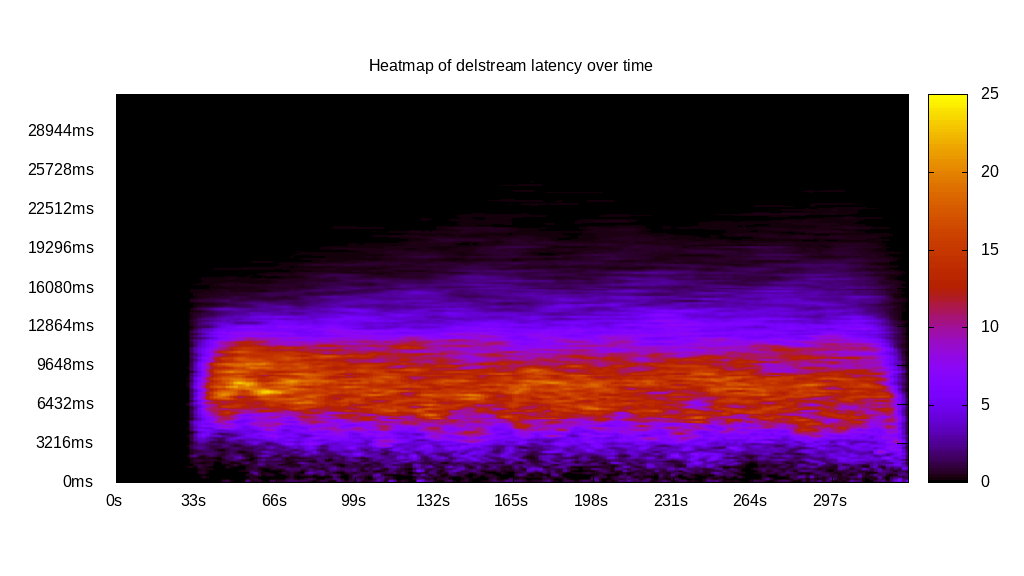 Heatmap of delstream latency over time
28944ms
25728ms
22512ms
19296ms
16080ms
12864ms
9648ms
6432ms
3216ms
0ms
0s 33s 66s 99s 132s 165s 198s 231s 264s 297s
25
20
15
10
5
0